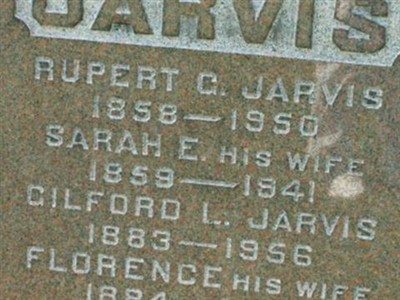 JARVIS
RUPERT G. JARVIS
1858—1950
SARAH E. HIS WIFE
1859—1941
GILFORD L. JARVIS
1883—1956
FLORENCE HIS WIFE